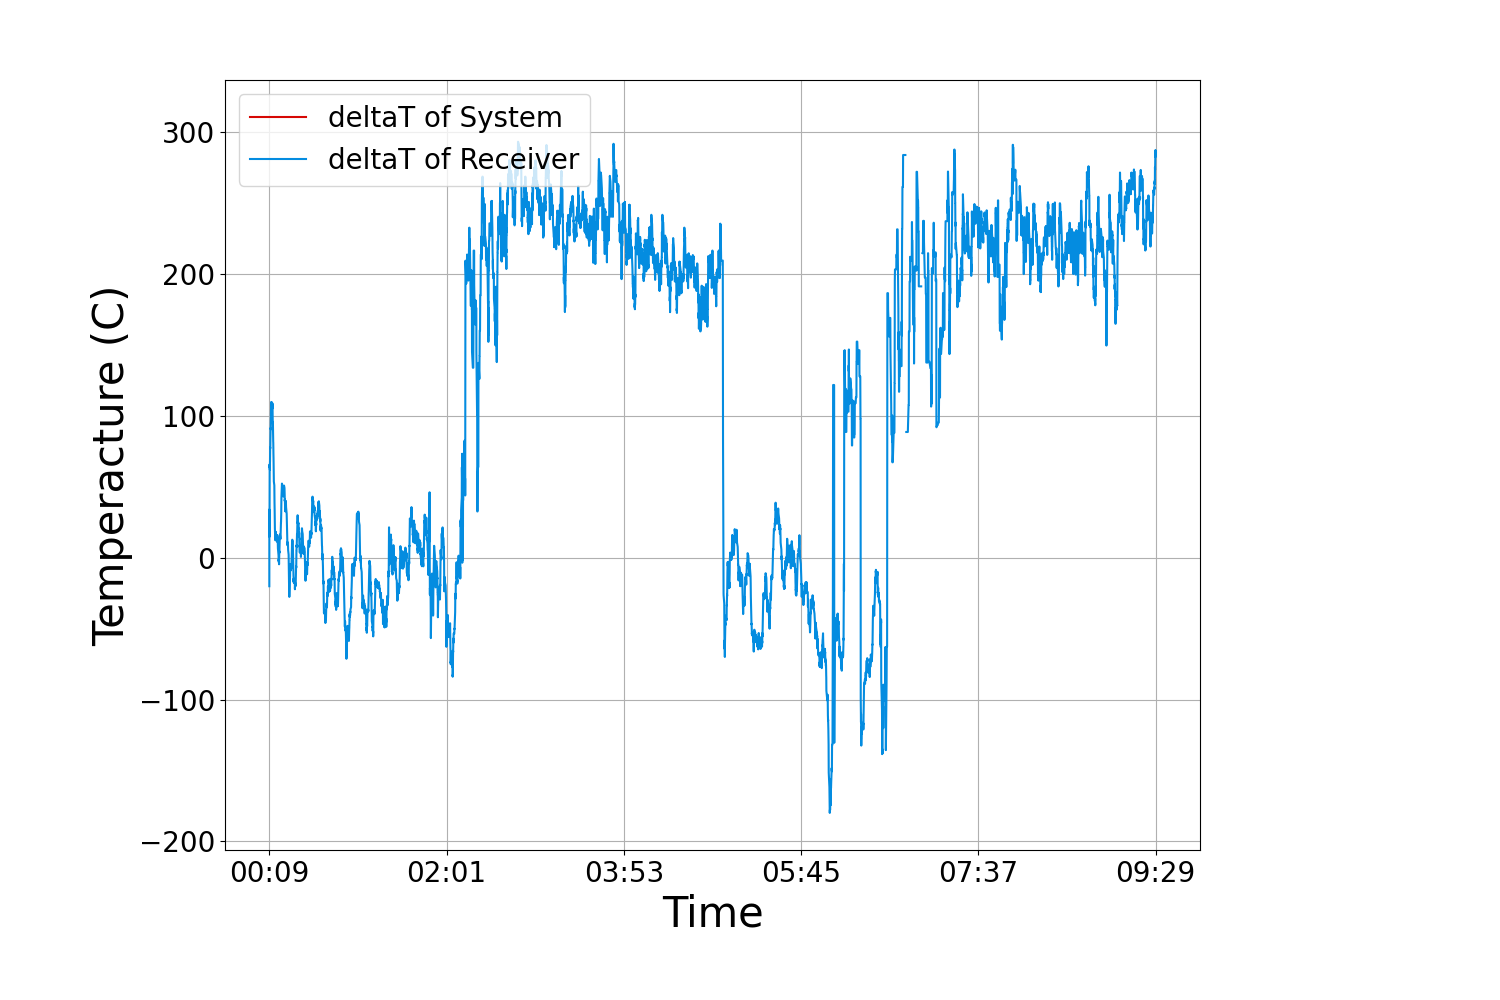 deltaT of System
deltaT of Receiver
300
200
100
0
−100
−200
Temperacture (C)
00:09 02:01 03:53 05:45 07:37 09:29
Time